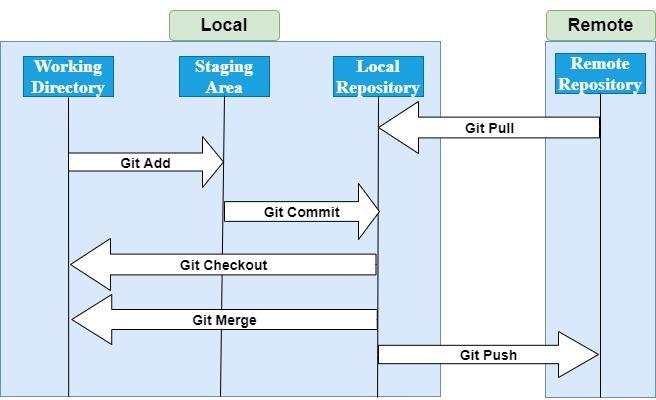 Local
Remote
Working
Directory
Staging
Area
Local
Repository
Remote
Repository
Git Pull
Git Add
Git Commit
Git Checkout
Git Merge
Git Push